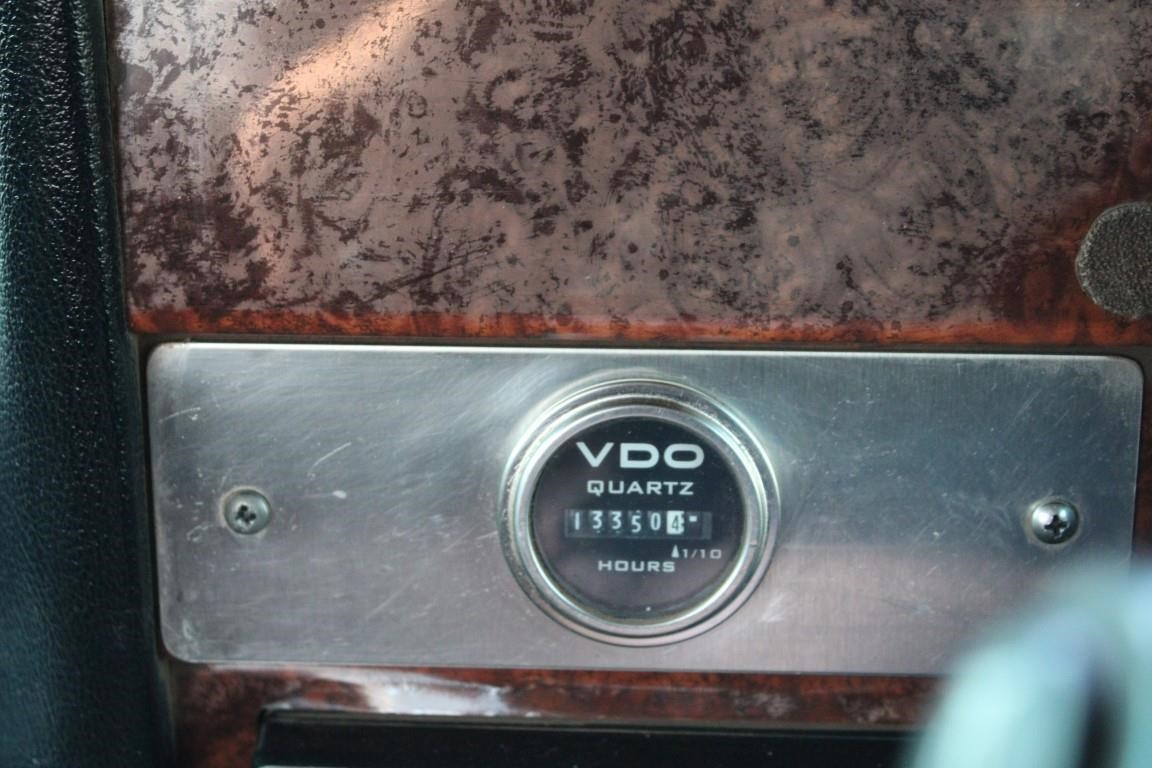 VDO
QUARTZ
133504
1/10
HOURS